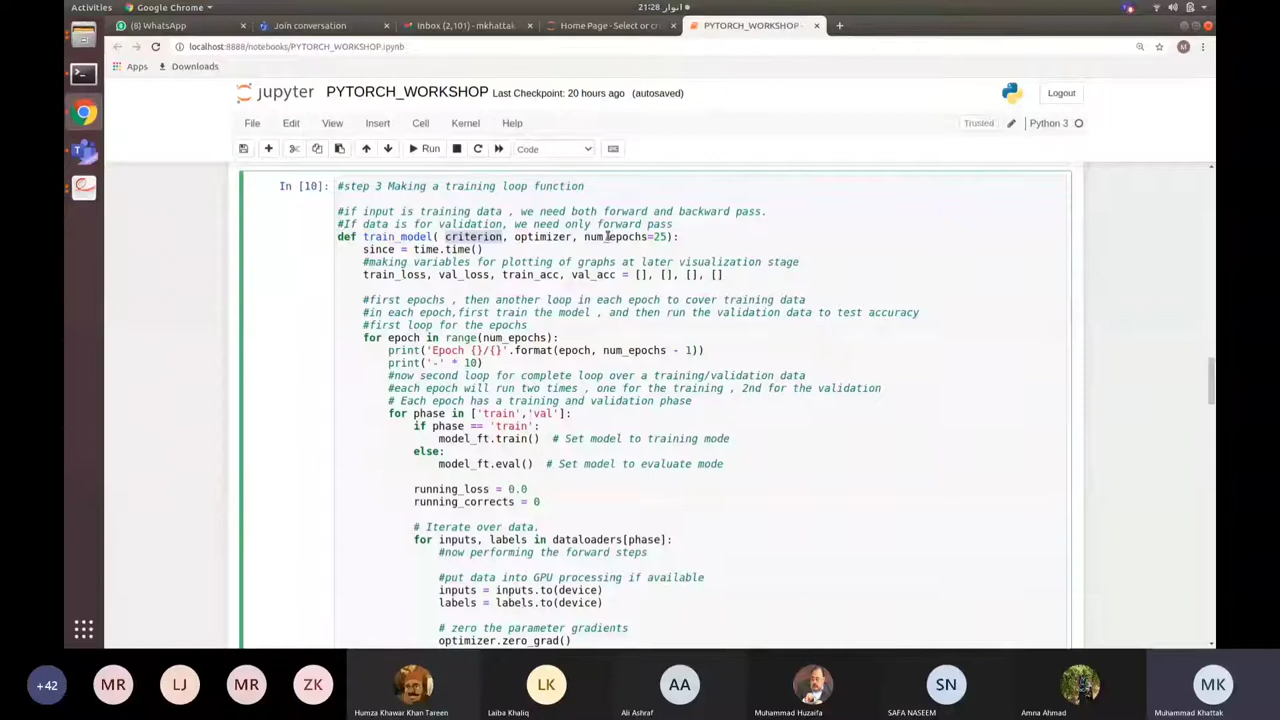 Activities
Google Chrome
21:28 انوار
(5) WhatsApp
Join conversation
Inbox (2,101) - mkhattak
Home Page - Select or cr
PYTORCH_WORKSHOP -
localhost:8888/notebooks/PYTORCH_WORKSHOP.ipynb
M
Apps
Downloads
jupyter
PYTORCH_WORKSHOP
Last Checkpoint: 20 hours ago (autosaved)
Logout
File Edit View Insert Cell Kernel Help
Trusted
Python 3
Run
Code
In [10]:
#step 3 Making a training loop function
#if input is training data , we need both forward and backward pass.
#If data is for validation, we need only forward pass
def train_model( criterion, optimizer, num_epochs=25):
since = time.time()
#making variables for plotting of graphs at later visualization stage
train_loss, val_loss, train_acc, val_acc = [], [], [], []
#first epochs , then another loop in each epoch to cover training data
#in each epoch,first train the model , and then run the validation data to test accuracy
#first loop for the epochs
for epoch in range(num_epochs):
print('Epoch {}/{}'.format(epoch, num_epochs - 1))
print('-' * 10)
#now second loop for complete loop over a training/validation data
#each epoch will run two times , one for the training , 2nd for the validation
# Each epoch has a training and validation phase
for phase in ['train','val']:
if phase == 'train':
model_ft.train() # Set model to training mode
else:
model_ft.eval() # Set model to evaluate mode
running_loss = 0.0
running_corrects = 0
# Iterate over data.
for inputs, labels in dataloaders[phase]:
#now performing the forward steps
#put data into GPU processing if available
inputs = inputs.to(device)
labels = labels.to(device)
# zero the parameter gradients
optimizer.zero_grad()
+42
MR
LJ
MR
ZK
LK
AA
SN
MK
Humza Khawar Khan Tareen
Laiba Khaliq
Ali Ashraf
Muhammad Huzaifa
SAFA NASEEM
Amna Ahmad
Muhammad Khattak